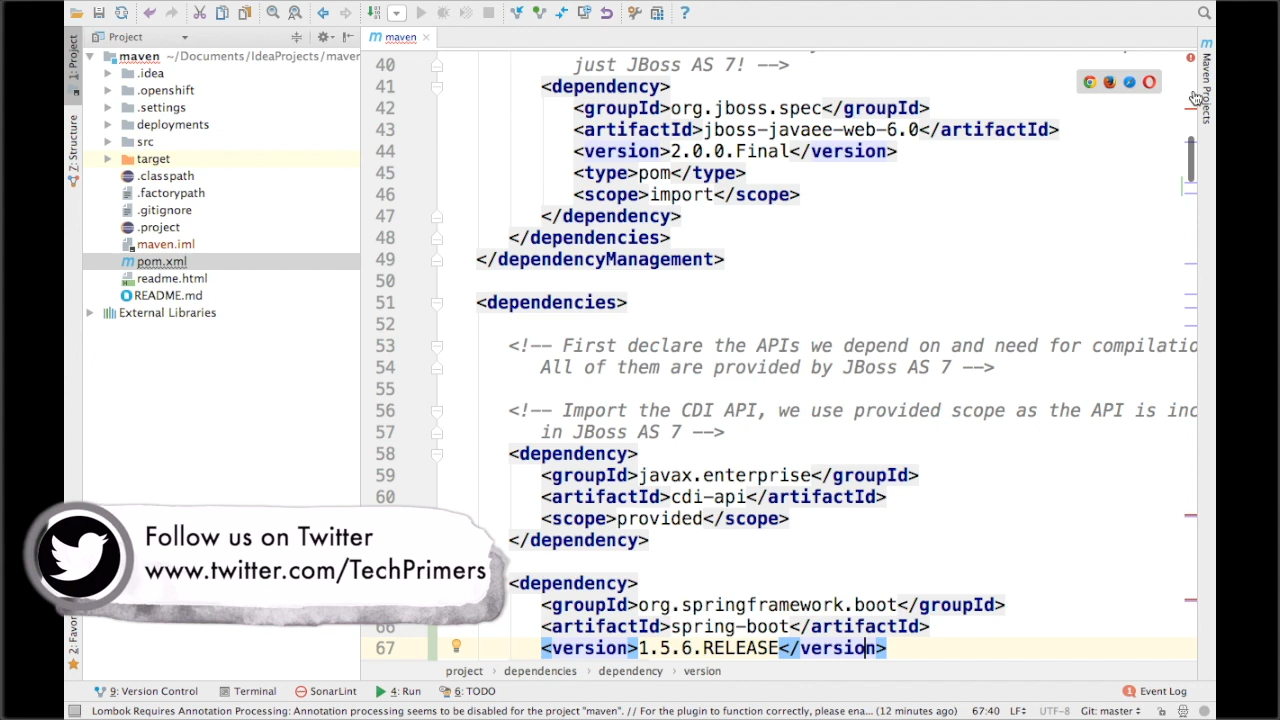 Project
maven
1: Project
7: Structure
2: Favor
Maven Projects
maven ~/Documents/IdeaProjects/maven
.idea
.openshift
.settings
deployments
src
target
.classpath
.factorypath
.gitignore
.project
maven.iml
pom.xml
readme.html
README.md
External Libraries
40 just JBoss AS 7! -->
41 <dependency>
42 <groupId>org.jboss.spec</groupId>
43 <artifactId>jboss-javaee-web-6.0</artifactId>
44 <version>2.0.0.Final</version>
45 <type>pom</type>
46 <scope>import</scope>
47 </dependency>
48 </dependencies>
49 </dependencyManagement>
50
51 <dependencies>
52
53 <!-- First declare the APIs we depend on and need for compilatio
54 All of them are provided by JBoss AS 7 -->
55
56 <!-- Import the CDI API, we use provided scope as the API is inc
57 in JBoss AS 7 -->
58 <dependency>
59 <groupId>javax.enterprise</groupId>
60 <artifactId>cdi-api</artifactId>
<scope>provided</scope>
</dependency>
<dependency>
<groupId>org.springframework.boot</groupId>
66 <artifactId>spring-boot</artifactId>
67 <version>1.5.6.RELEASE</version>
Follow us on Twitter
www.twitter.com/TechPrimers
project › dependencies › dependency › version
9: Version Control Terminal SonarLint 4: Run 6: TODO 1 Event Log
Lombok Requires Annotation Processing: Annotation processing seems to be disabled for the project "maven". // For the plugin to function correctly, please ena... (12 minutes ago) 67:40 LF÷ UTF-8 Git: master